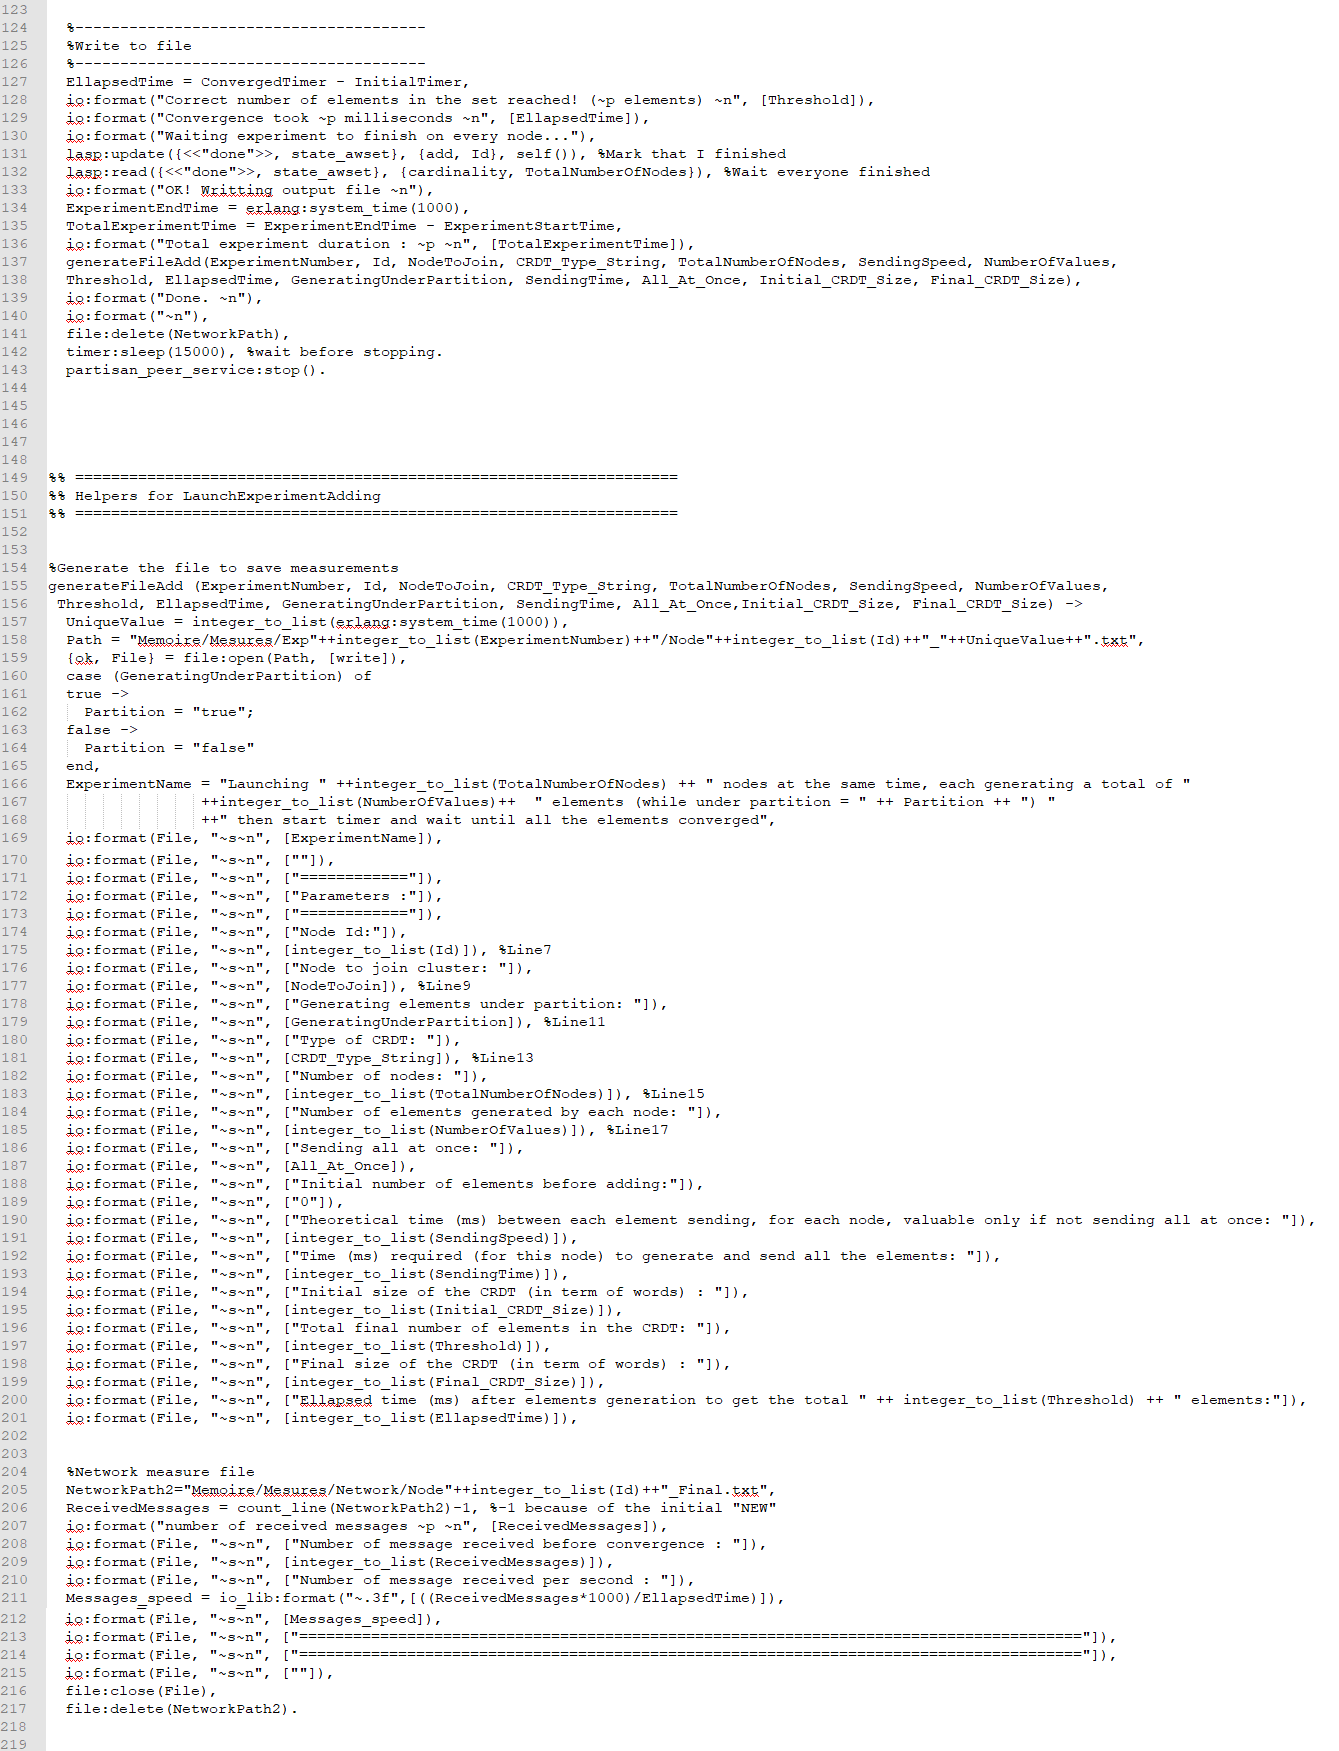 123
124 %---------------------------------------
125 %Write to file
126 %---------------------------------------
127 EllapsedTime = ConvergedTimer - InitialTimer,
128 io:format("Correct number of elements in the set reached! (~p elements) ~n", [Threshold]),
129 io:format("Convergence took ~p milliseconds ~n", [EllapsedTime]),
130 io:format("Waiting experiment to finish on every node..."),
131 lasp:update({<<"done">>, state_awset}, {add, Id}, self()), %Mark that I finished
132 lasp:read({<<"done">>, state_awset}, {cardinality, TotalNumberOfNodes}), %Wait everyone finished
133 io:format("OK! Writting output file ~n"),
134 ExperimentEndTime = erlang:system_time(1000),
135 TotalExperimentTime = ExperimentEndTime - ExperimentStartTime,
136 io:format("Total experiment duration : ~p ~n", [TotalExperimentTime]),
137 generateFileAdd(ExperimentNumber, Id, NodeToJoin, CRDT_Type_String, TotalNumberOfNodes, SendingSpeed, NumberOfValues,
138 Threshold, EllapsedTime, GeneratingUnderPartition, SendingTime, All_At_Once, Initial_CRDT_Size, Final_CRDT_Size),
139 io:format("Done. ~n"),
140 io:format("~n"),
141 file:delete(NetworkPath),
142 timer:sleep(15000), %wait before stopping.
143 partisan_peer_service:stop().
144
145
146
147
148
149 %% ===================================================================
150 %% Helpers for LaunchExperimentAdding
151 %% ===================================================================
152
153
154 %Generate the file to save measurements
155 generateFileAdd (ExperimentNumber, Id, NodeToJoin, CRDT_Type_String, TotalNumberOfNodes, SendingSpeed, NumberOfValues,
156 Threshold, EllapsedTime, GeneratingUnderPartition, SendingTime, All_At_Once,Initial_CRDT_Size, Final_CRDT_Size) ->
157 UniqueValue = integer_to_list(erlang:system_time(1000)),
158 Path = "Memoire/Mesures/Exp"++integer_to_list(ExperimentNumber)++"/Node"++integer_to_list(Id)++"_"++UniqueValue++".txt",
159 {ok, File} = file:open(Path, [write]),
160 case (GeneratingUnderPartition) of
161 true ->
162 Partition = "true";
163 false ->
164 Partition = "false"
165 end,
166 ExperimentName = "Launching " ++integer_to_list(TotalNumberOfNodes) ++ " nodes at the same time, each generating a total of "
167 ++integer_to_list(NumberOfValues)++  " elements (while under partition = " ++ Partition ++ ") "
168 ++" then start timer and wait until all the elements converged",
169 io:format(File, "~s~n", [ExperimentName]),
170 io:format(File, "~s~n", [""]),
171 io:format(File, "~s~n", ["============"]),
172 io:format(File, "~s~n", ["Parameters :"]),
173 io:format(File, "~s~n", ["============"]),
174 io:format(File, "~s~n", ["Node Id:"]),
175 io:format(File, "~s~n", [integer_to_list(Id)]), %Line7
176 io:format(File, "~s~n", ["Node to join cluster: "]),
177 io:format(File, "~s~n", [NodeToJoin]), %Line9
178 io:format(File, "~s~n", ["Generating elements under partition: "]),
179 io:format(File, "~s~n", [GeneratingUnderPartition]), %Line11
180 io:format(File, "~s~n", ["Type of CRDT: "]),
181 io:format(File, "~s~n", [CRDT_Type_String]), %Line13
182 io:format(File, "~s~n", ["Number of nodes: "]),
183 io:format(File, "~s~n", [integer_to_list(TotalNumberOfNodes)]), %Line15
184 io:format(File, "~s~n", ["Number of elements generated by each node: "]),
185 io:format(File, "~s~n", [integer_to_list(NumberOfValues)]), %Line17
186 io:format(File, "~s~n", ["Sending all at once: "]),
187 io:format(File, "~s~n", [All_At_Once]),
188 io:format(File, "~s~n", ["Initial number of elements before adding:"]),
189 io:format(File, "~s~n", ["0"]),
190 io:format(File, "~s~n", ["Theoretical time (ms) between each element sending, for each node, valuable only if not sending all at once: "]),
191 io:format(File, "~s~n", [integer_to_list(SendingSpeed)]),
192 io:format(File, "~s~n", ["Time (ms) required (for this node) to generate and send all the elements: "]),
193 io:format(File, "~s~n", [integer_to_list(SendingTime)]),
194 io:format(File, "~s~n", ["Initial size of the CRDT (in term of words) : "]),
195 io:format(File, "~s~n", [integer_to_list(Initial_CRDT_Size)]),
196 io:format(File, "~s~n", ["Total final number of elements in the CRDT: "]),
197 io:format(File, "~s~n", [integer_to_list(Threshold)]),
198 io:format(File, "~s~n", ["Final size of the CRDT (in term of words) : "]),
199 io:format(File, "~s~n", [integer_to_list(Final_CRDT_Size)]),
200 io:format(File, "~s~n", ["Ellapsed time (ms) after elements generation to get the total " ++ integer_to_list(Threshold) ++ " elements:"]),
201 io:format(File, "~s~n", [integer_to_list(EllapsedTime)]),
202
203
204 %Network measure file
205 NetworkPath2="Memoire/Mesures/Network/Node"++integer_to_list(Id)++"_Final.txt",
206 ReceivedMessages = count_line(NetworkPath2)-1, %-1 because of the initial "NEW"
207 io:format("number of received messages ~p ~n", [ReceivedMessages]),
208 io:format(File, "~s~n", ["Number of message received before convergence : "]),
209 io:format(File, "~s~n", [integer_to_list(ReceivedMessages)]),
210 io:format(File, "~s~n", ["Number of message received per second : "]),
211 Messages_speed = io_lib:format("~.3f",[((ReceivedMessages*1000)/EllapsedTime)]),
212 io:format(File, "~s~n", [Messages_speed]),
213 io:format(File, "~s~n", ["======================================================================================="]),
214 io:format(File, "~s~n", ["======================================================================================="]),
215 io:format(File, "~s~n", [""]),
216 file:close(File),
217 file:delete(NetworkPath2).
218
219